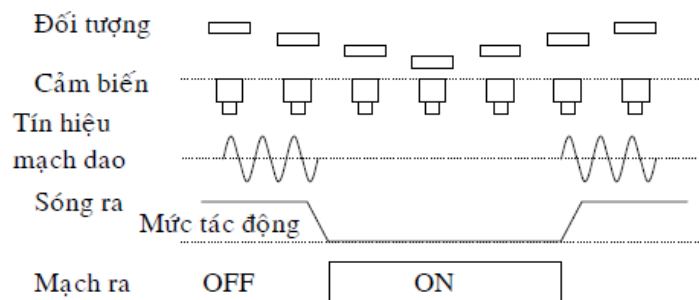 Đối tượng
Cảm biến
Tín hiệu
mạch dao
Sóng ra
Mức tác động
Mạch ra OFF ON